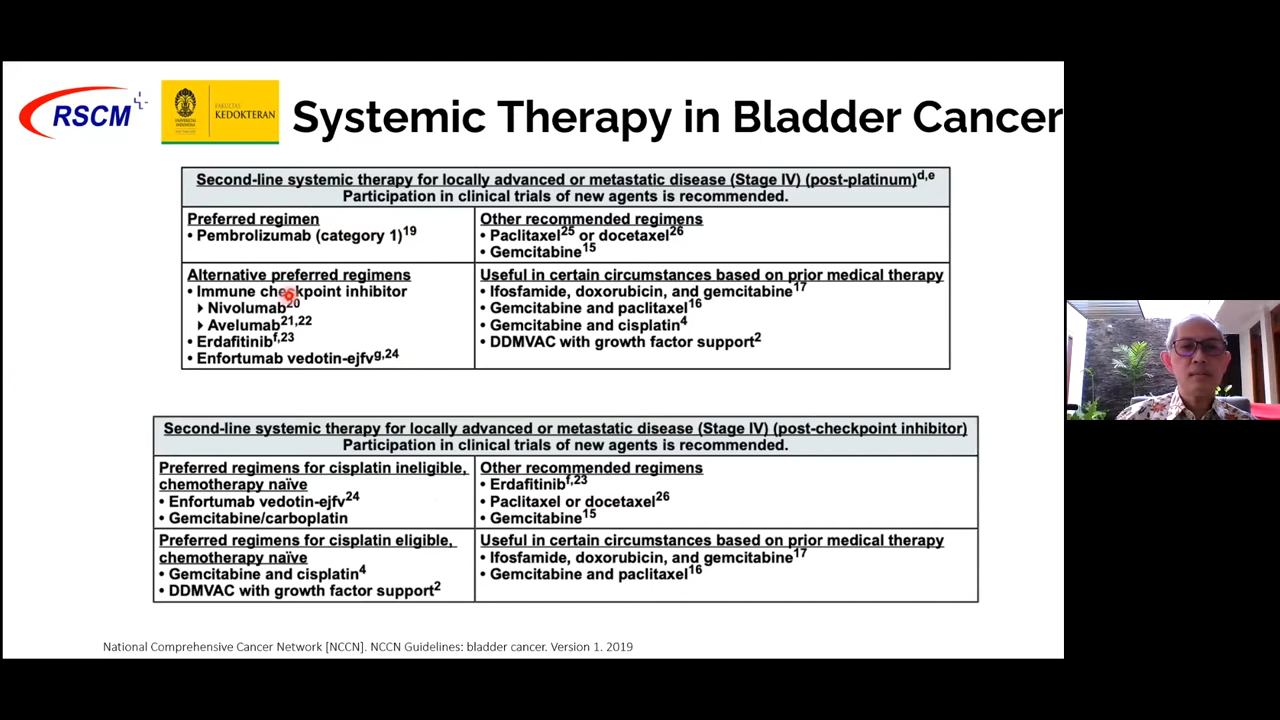 RSCM
UNIVERSITAS
INDONESIA
FAKULTAS
KEDOKTERAN
Systemic Therapy in Bladder Cancer
Second-line systemic therapy for locally advanced or metastatic disease (Stage IV) (post-platinum)d,e
Participation in clinical trials of new agents is recommended.
Preferred regimen
• Pembrolizumab (category 1)19
Other recommended regimens
• Paclitaxel25 or docetaxel26
• Gemcitabine15
Alternative preferred regimens
• Immune checkpoint inhibitor
Nivolumab20
Avelumab21,22
• Erdafitinibf,23
• Enfortumab vedotin-ejfvg,24
Useful in certain circumstances based on prior medical therapy
• Ifosfamide, doxorubicin, and gemcitabine17
• Gemcitabine and paclitaxel16
• Gemcitabine and cisplatin4
• DDMVAC with growth factor support2
Second-line systemic therapy for locally advanced or metastatic disease (Stage IV) (post-checkpoint inhibitor)
Participation in clinical trials of new agents is recommended.
Preferred regimens for cisplatin ineligible,
chemotherapy naïve
• Enfortumab vedotin-ejfv24
• Gemcitabine/carboplatin
Other recommended regimens
• Erdafitinibf,23
• Paclitaxel or docetaxel26
• Gemcitabine15
Preferred regimens for cisplatin eligible,
chemotherapy naïve
• Gemcitabine and cisplatin4
• DDMVAC with growth factor support2
Useful in certain circumstances based on prior medical therapy
• Ifosfamide, doxorubicin, and gemcitabine17
• Gemcitabine and paclitaxel16
National Comprehensive Cancer Network [NCCN]. NCCN Guidelines: bladder cancer. Version 1. 2019